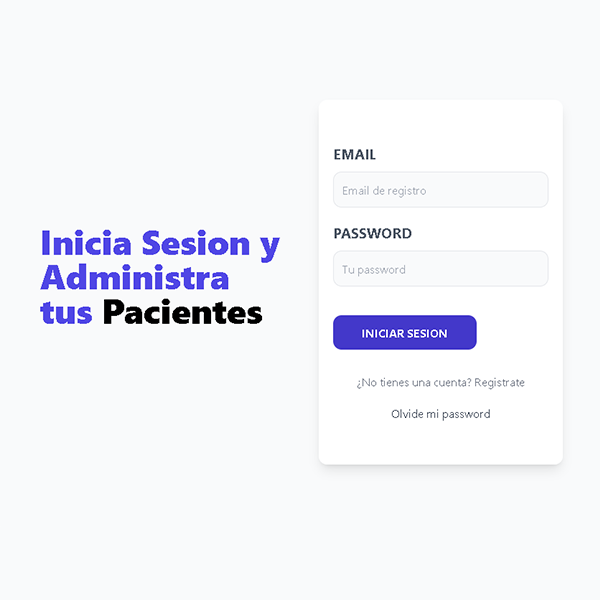 Inicia Sesion y
Administra
tus Pacientes
EMAIL
Email de registro
PASSWORD
Tu password
INICIAR SESION
¿No tienes una cuenta? Registrate
Olvide mi password